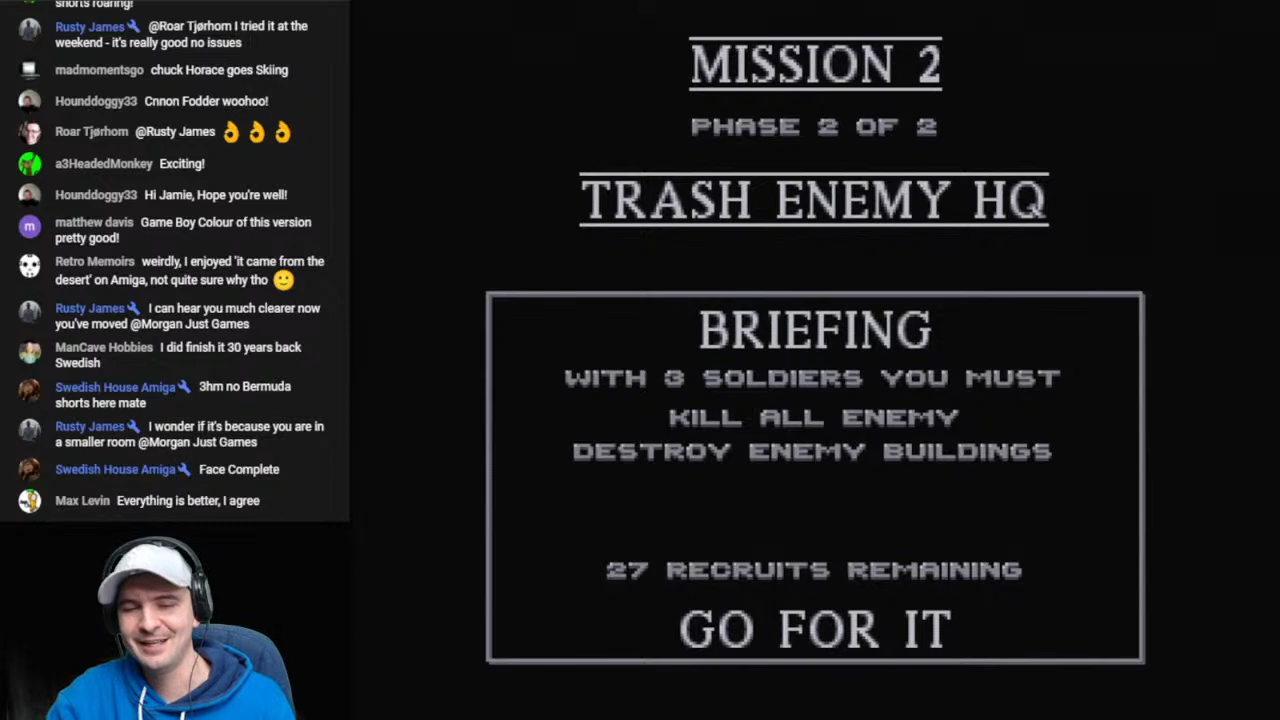 shorts roaring!
Rusty James @Roar Tjørhom I tried it at the
weekend - it's really good no issues
madmomentsgo chuck Horace goes Skiing
Hounddoggy33 Cnnon Fodder woohoo!
Roar Tjørhom @Rusty James 👌 👌 👌
a3HeadedMonkey Exciting!
Hounddoggy33 Hi Jamie, Hope you're well!
m
matthew davis Game Boy Colour of this version
pretty good!
Retro Memoirs weirdly, I enjoyed 'it came from the
desert' on Amiga, not quite sure why tho 🙂
Rusty James I can hear you much clearer now
you've moved @Morgan Just Games
ManCave Hobbies I did finish it 30 years back
Swedish
Swedish House Amiga 3hm no Bermuda
shorts here mate
Rusty James I wonder if it's because you are in
a smaller room @Morgan Just Games
Swedish House Amiga Face Complete
Max Levin Everything is better, I agree
MISSION 2
PHASE 2 OF 2
TRASH ENEMY HQ
BRIEFING
WITH 3 SOLDIERS YOU MUST
KILL ALL ENEMY
DESTROY ENEMY BUILDINGS
27 RECRUITS REMAINING
GO FOR IT